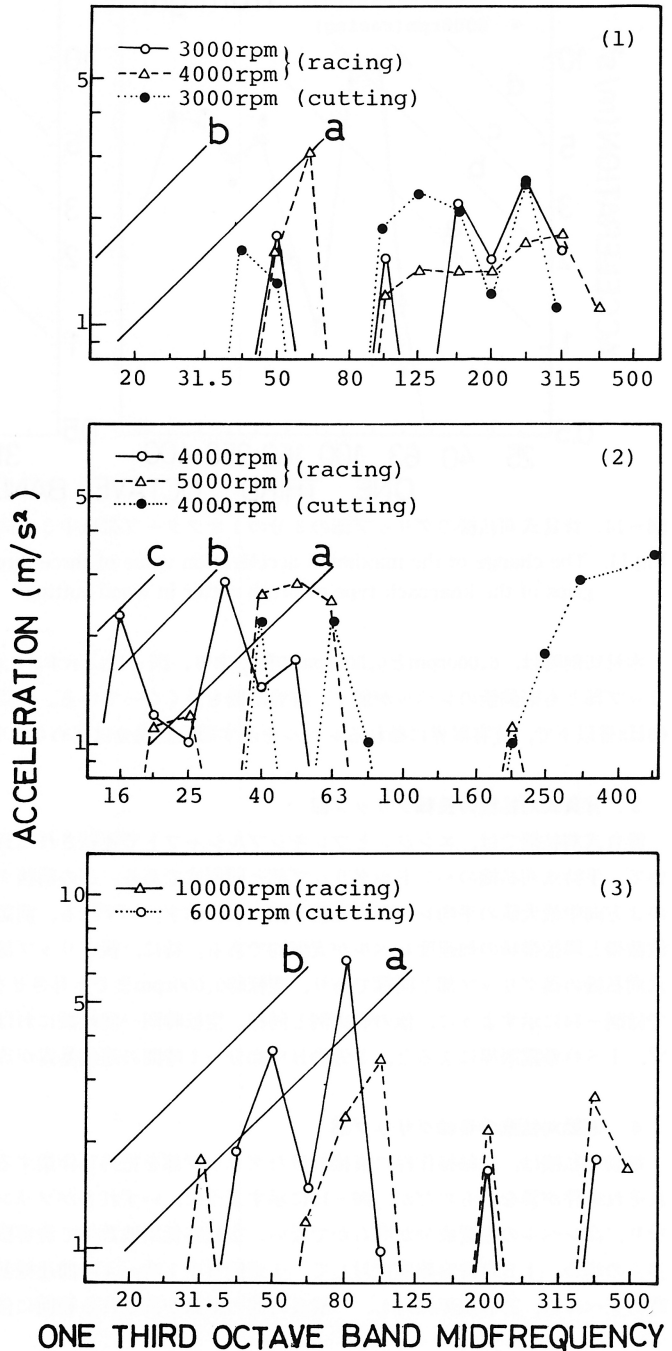 (1)
3000rpm
4000rpm } (racing)
3000rpm (cutting)
b a
5
1
20 31.5 50 80 125 200 315 500
(2)
4000rpm
5000rpm } (racing)
4000rpm (cutting)
c b a
5
1
16 25 40 63 100 160 250 400
(3)
10000rpm(racing)
6000rpm(cutting)
b a
10
5
1
20 31.5 50 80 125 200 315 500
ACCELERATION (m/s²)
ONE THIRD OCTAVE BAND MIDFREQUENCY